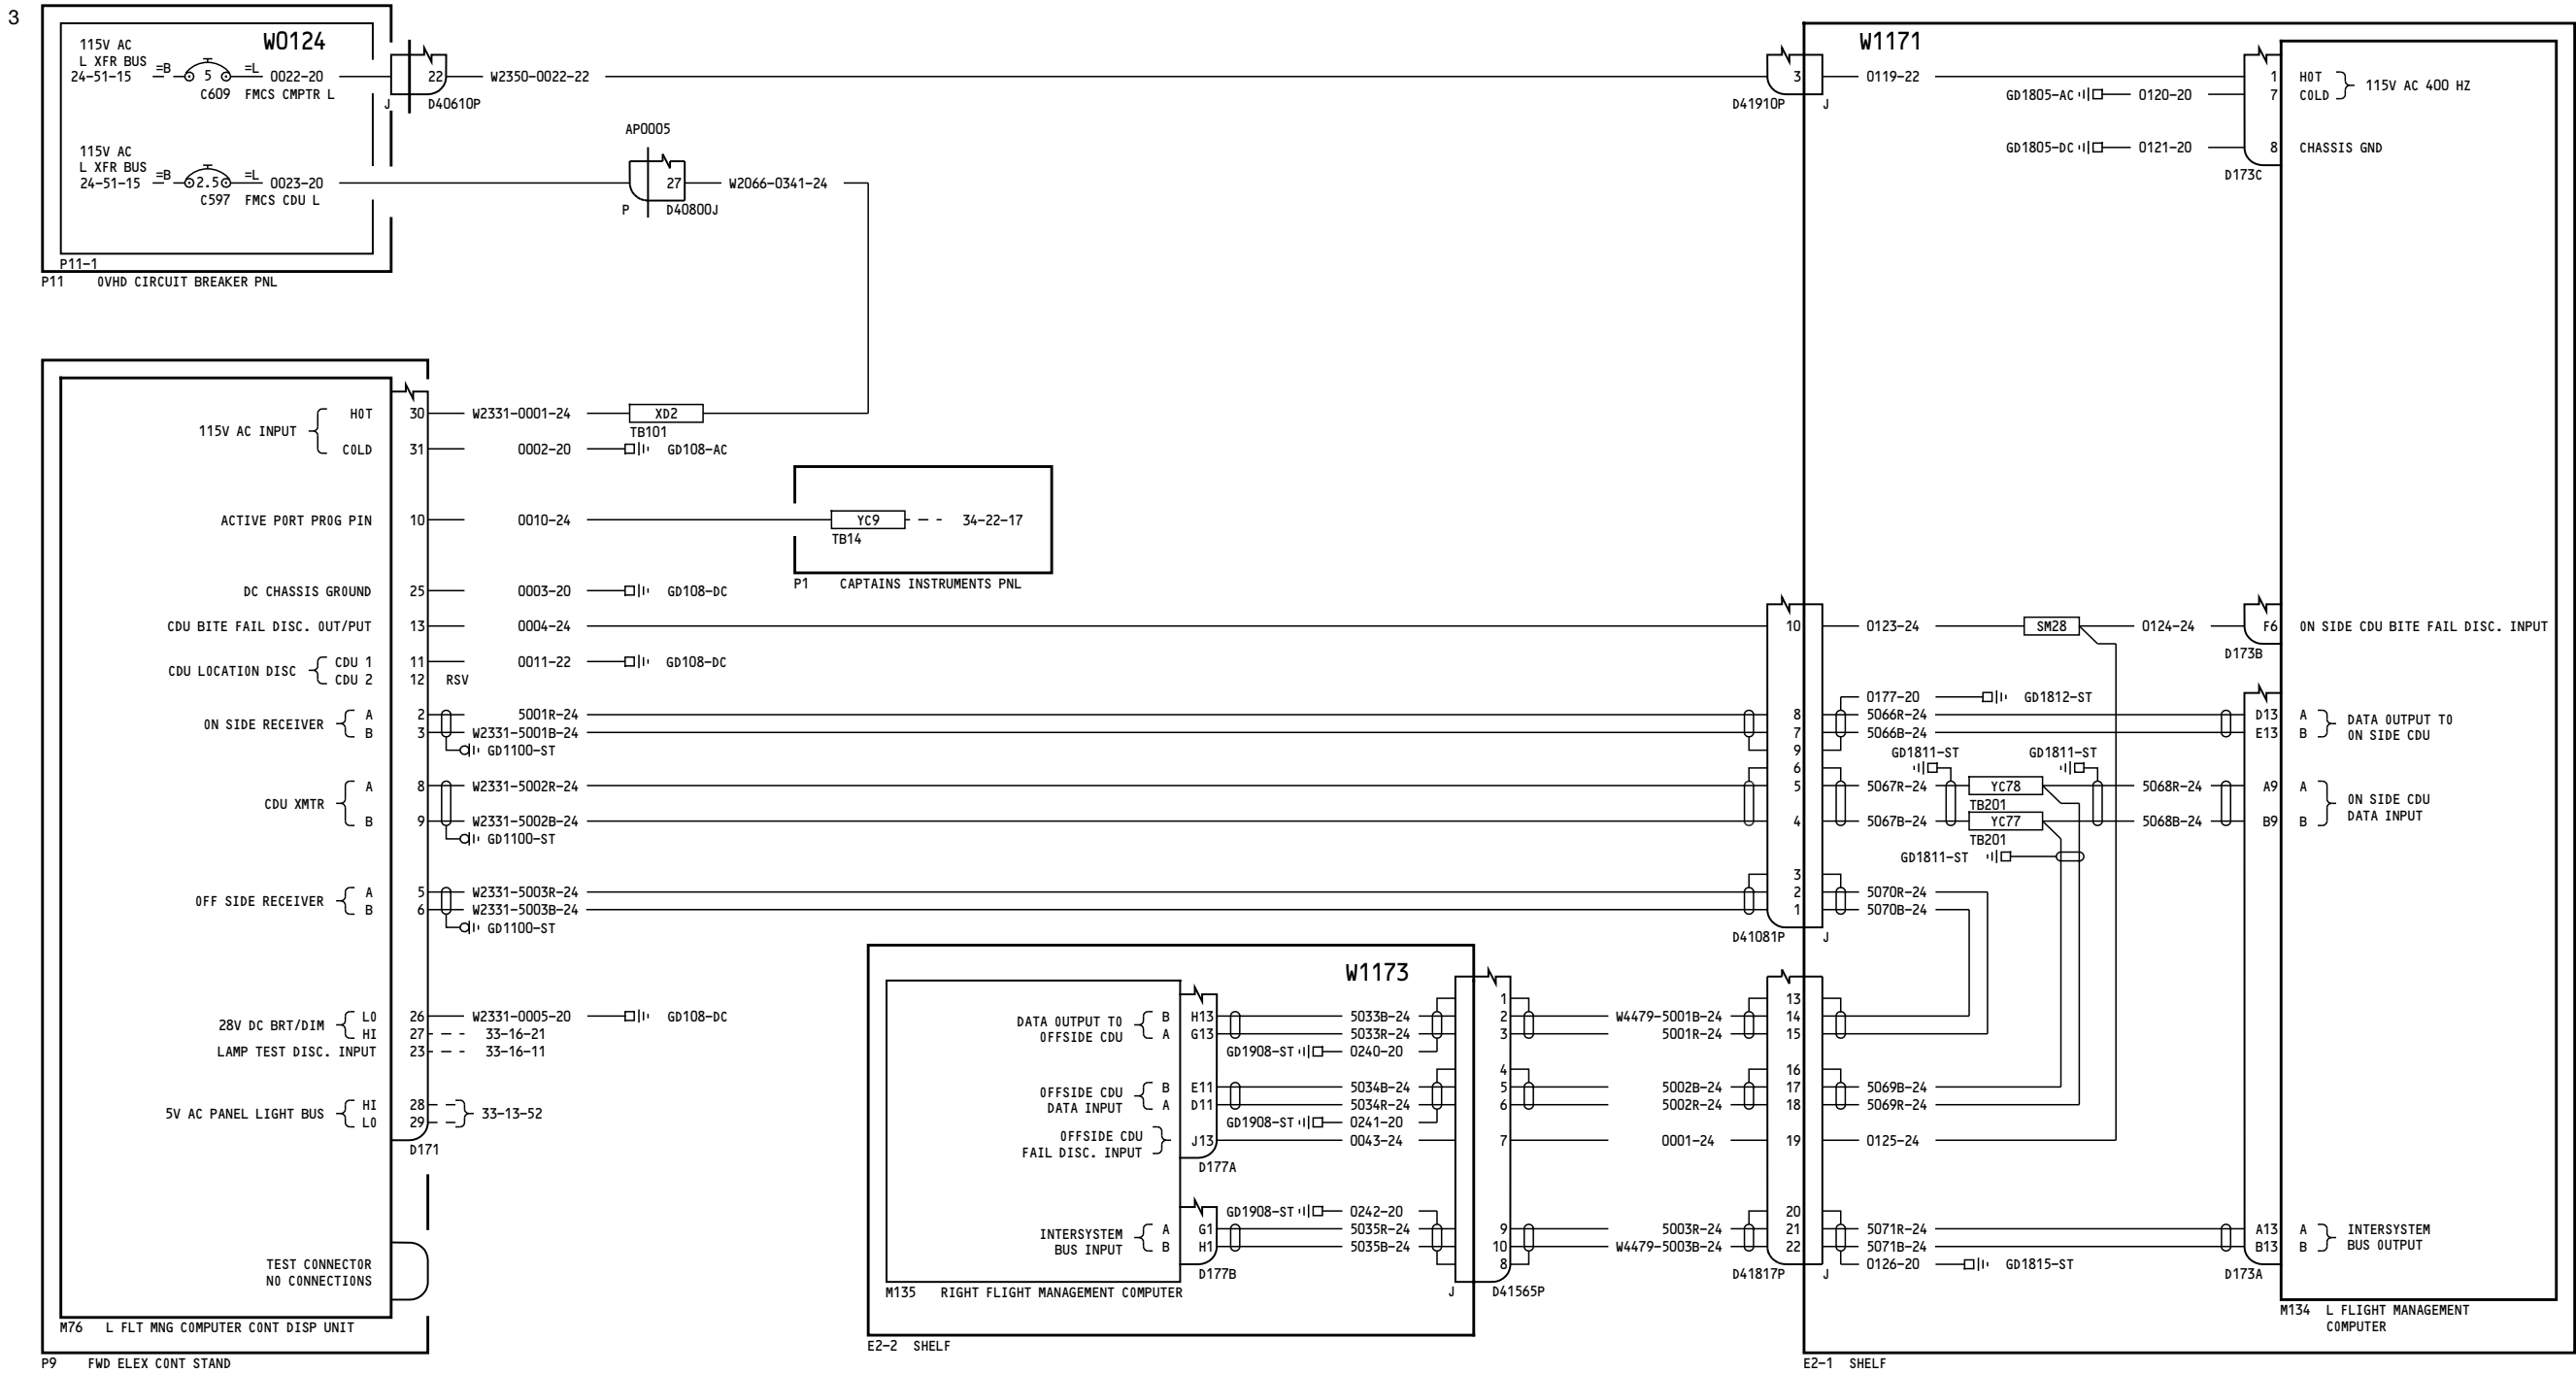 3
W0124
115V AC
L XFR BUS
24-51-15 =B 5 =L 0022-20
C609 FMCS CMPTR L
22 W2350-0022-22
J D40610P
115V AC
L XFR BUS
24-51-15 =B 2.5 =L 0023-20
C597 FMCS CDU L
AP0005
27 W2066-0341-24
P D40800J
P11-1
P11 OVHD CIRCUIT BREAKER PNL
W1171
3 0119-22
D41910P J
1 HOT
7 COLD
115V AC 400 HZ
GD1805-AC 0120-20
GD1805-DC 0121-20
8 CHASSIS GND
D173C
115V AC INPUT
HOT 30 W2331-0001-24 XD2
TB101
COLD 31 0002-20 GD108-AC
ACTIVE PORT PROG PIN 10 0010-24 YC9 34-22-17
TB14
P1 CAPTAINS INSTRUMENTS PNL
DC CHASSIS GROUND 25 0003-20 GD108-DC
CDU BITE FAIL DISC. OUT/PUT 13 0004-24
CDU LOCATION DISC
CDU 1 11 0011-22 GD108-DC
CDU 2 12 RSV
ON SIDE RECEIVER
A 2 5001R-24
B 3 W2331-5001B-24
GD1100-ST
CDU XMTR
A 8 W2331-5002R-24
B 9 W2331-5002B-24
GD1100-ST
OFF SIDE RECEIVER
A 5 W2331-5003R-24
B 6 W2331-5003B-24
GD1100-ST
28V DC BRT/DIM
LO 26 W2331-0005-20 GD108-DC
HI 27 33-16-21
LAMP TEST DISC. INPUT 23 33-16-11
5V AC PANEL LIGHT BUS
HI 28
LO 29
33-13-52
D171
TEST CONNECTOR
NO CONNECTIONS
M76 L FLT MNG COMPUTER CONT DISP UNIT
P9 FWD ELEX CONT STAND
10 0123-24 SM28 0124-24 F6 ON SIDE CDU BITE FAIL DISC. INPUT
D173B
0177-20 GD1812-ST
8 5066R-24 D13 A
7 5066B-24 E13 B
DATA OUTPUT TO
ON SIDE CDU
9
GD1811-ST GD1811-ST
6
5 5067R-24 YC78 5068R-24 A9 A
TB201
4 5067B-24 YC77 5068B-24 B9 B
TB201
ON SIDE CDU
DATA INPUT
GD1811-ST
3
2 5070R-24
1 5070B-24
D41081P J
W1173
DATA OUTPUT TO
OFFSIDE CDU
1
B H13 5033B-24 2 W4479-5001B-24
A G13 5033R-24 3 5001R-24
GD1908-ST 0240-20
13
14
15
OFFSIDE CDU
DATA INPUT
4
B E11 5034B-24 5 5002B-24
A D11 5034R-24 6 5002R-24
GD1908-ST 0241-20
16
17 5069B-24
18 5069R-24
OFFSIDE CDU
FAIL DISC. INPUT
J13 0043-24 7 0001-24 19 0125-24
D177A
GD1908-ST 0242-20
INTERSYSTEM
BUS INPUT
A G1 5035R-24 9 5003R-24
B H1 5035B-24 10 W4479-5003B-24
8
D177B
M135 RIGHT FLIGHT MANAGEMENT COMPUTER
J D41565P
E2-2 SHELF
20
21 5071R-24 A13 A
22 5071B-24 B13 B
INTERSYSTEM
BUS OUTPUT
0126-20 GD1815-ST
D41817P J
D173A
M134 L FLIGHT MANAGEMENT
COMPUTER
E2-1 SHELF